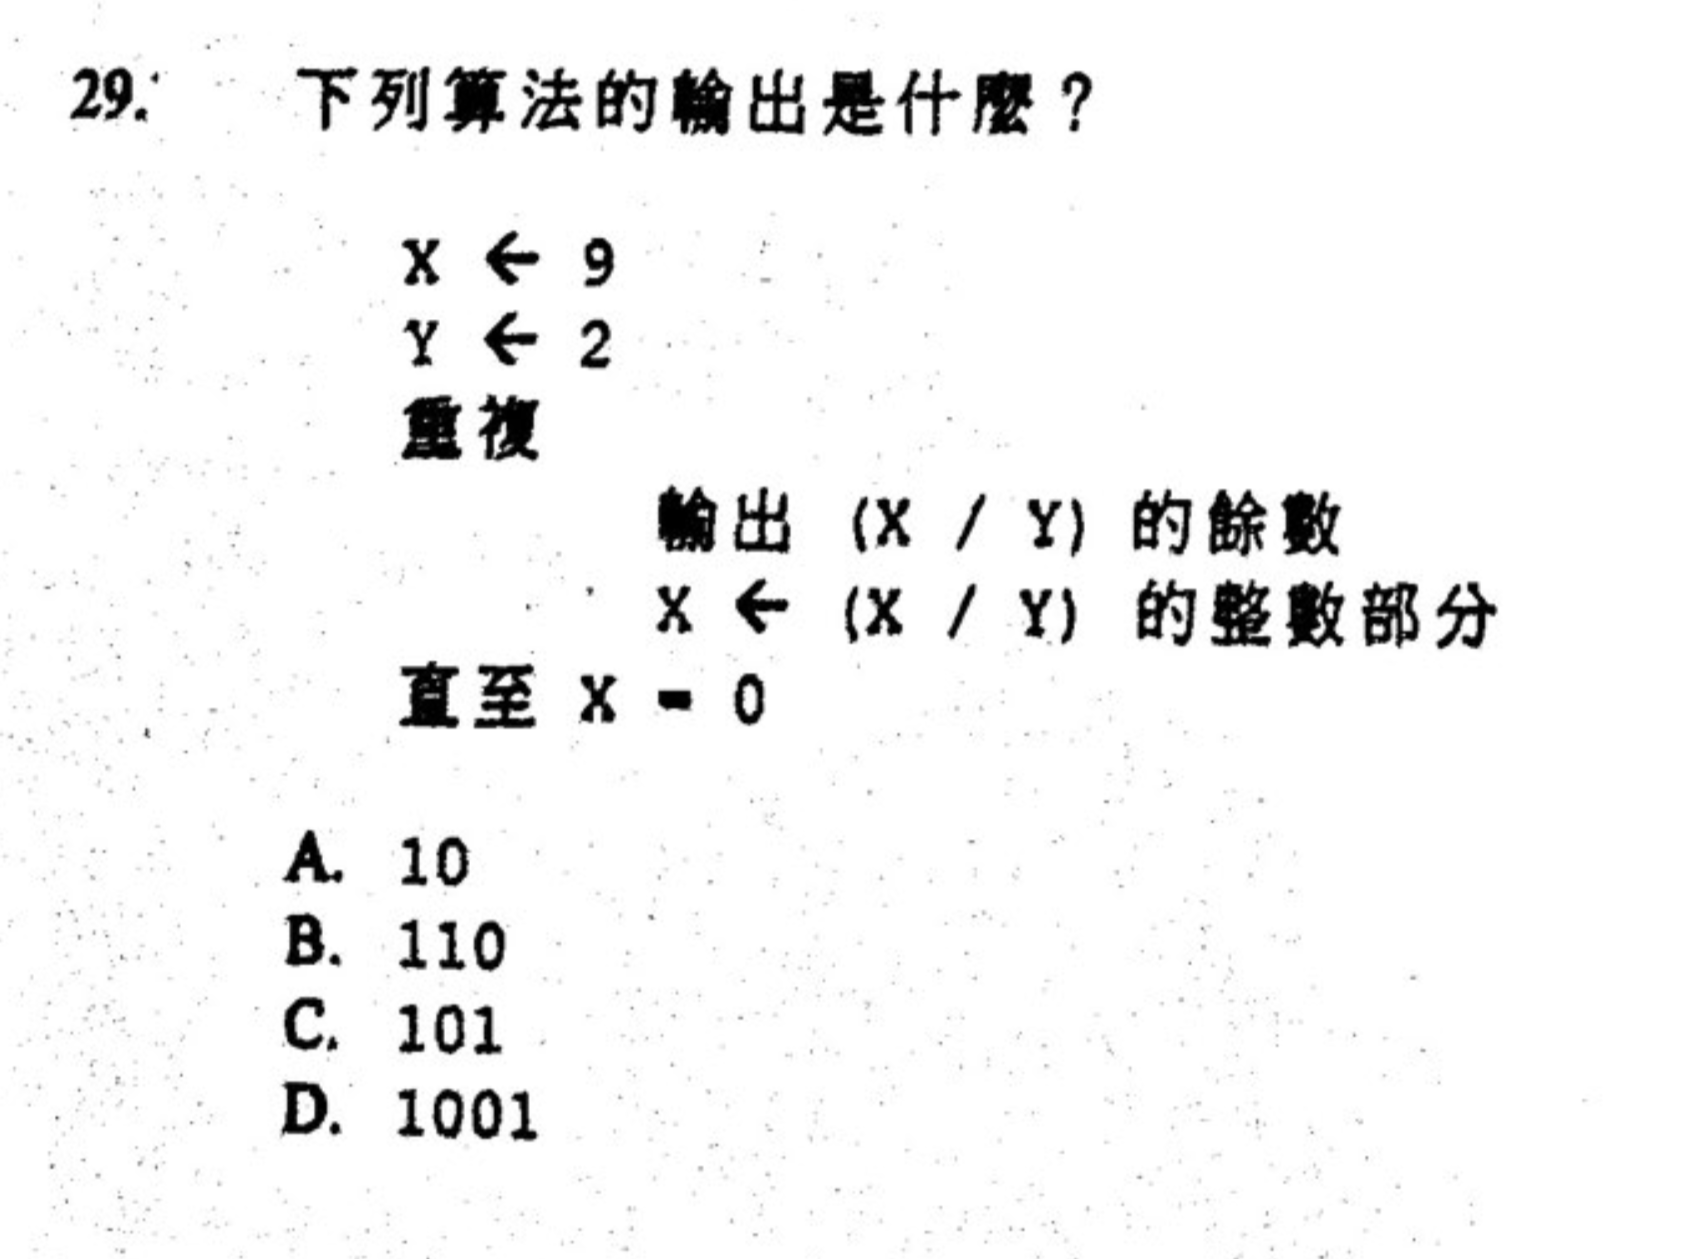 29. 下列算法的輸出是什麼？
X ← 9
Y ← 2
重複
輸出 (X / Y) 的餘數
X ← (X / Y) 的整數部分
直至 X = 0
A. 10
B. 110
C. 101
D. 1001